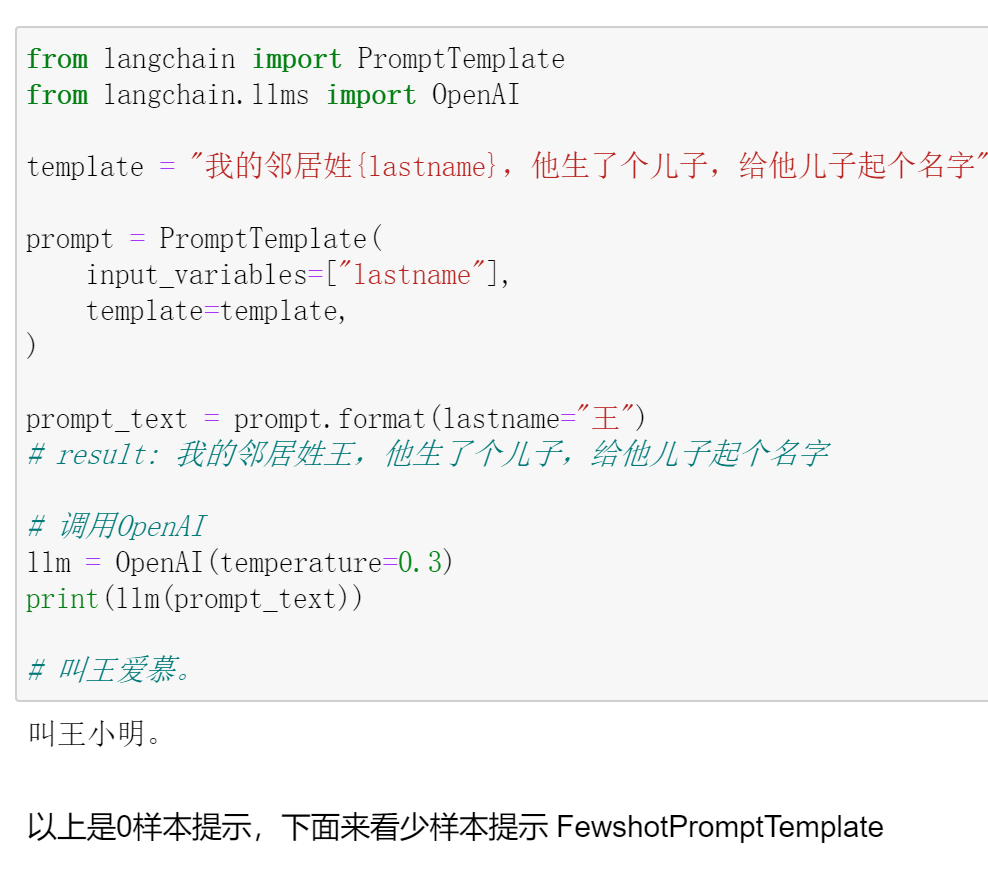 from langchain import PromptTemplate
from langchain.llms import OpenAI
template = "我的邻居姓{lastname}，他生了个儿子，给他儿子起个名字"
prompt = PromptTemplate(
    input_variables=["lastname"],
    template=template,
)
prompt_text = prompt.format(lastname="王")
# result: 我的邻居姓王，他生了个儿子，给他儿子起个名字
# 调用OpenAI
llm = OpenAI(temperature=0.3)
print(llm(prompt_text))
# 叫王爱慕。
叫王小明。
以上是0样本提示，下面来看少样本提示 FewshotPromptTemplate